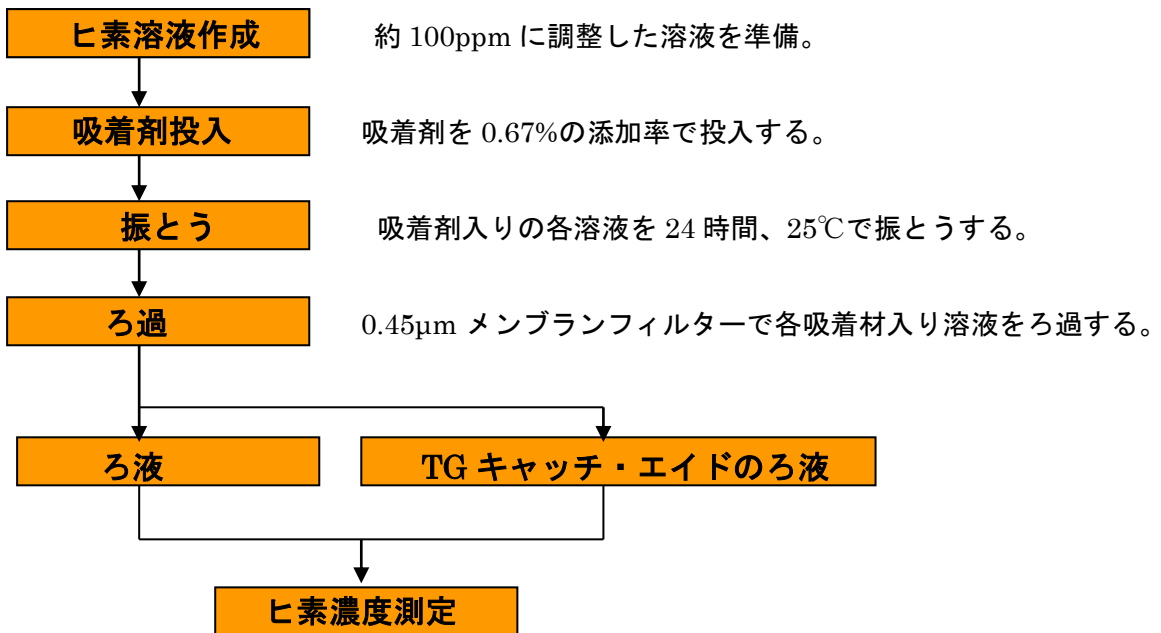 ヒ素溶液作成
約 100ppm に調整した溶液を準備。
吸着剤投入
吸着剤を 0.67%の添加率で投入する。
振とう
吸着剤入りの各溶液を 24 時間、25℃で振とうする。
ろ過
0.45μm メンブランフィルターで各吸着材入り溶液をろ過する。
ろ液
TG キャッチ・エイドのろ液
ヒ素濃度測定